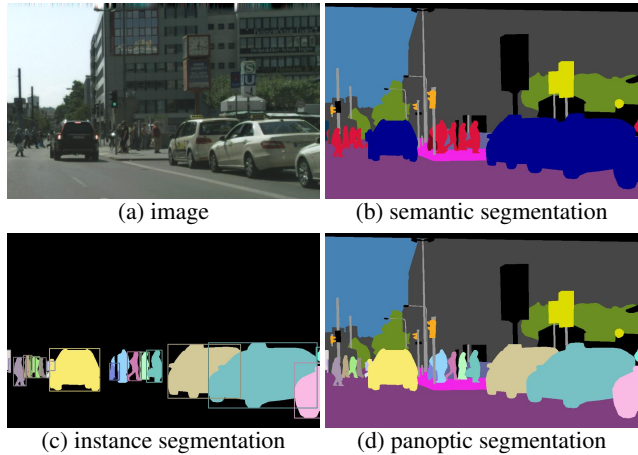 (a) image
(b) semantic segmentation
(c) instance segmentation
(d) panoptic segmentation